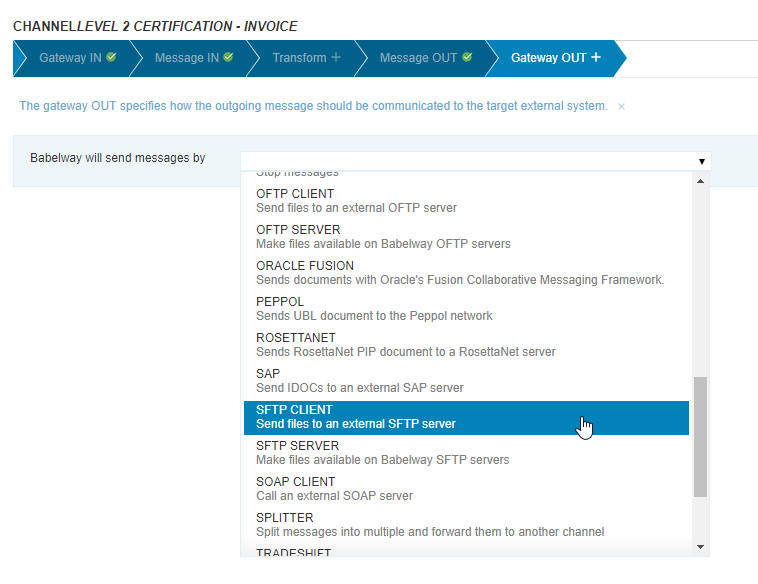 CHANNELLEVEL 2 CERTIFICATION - INVOICE
Gateway IN Message IN Transform + Message OUT Gateway OUT +
The gateway OUT specifies how the outgoing message should be communicated to the target external system. ×
Babelway will send messages by
Stop messages
OFTP CLIENT
Send files to an external OFTP server
OFTP SERVER
Make files available on Babelway OFTP servers
ORACLE FUSION
Sends documents with Oracle's Fusion Collaborative Messaging Framework.
PEPPOL
Sends UBL document to the Peppol network
ROSETTANET
Sends RosettaNet PIP document to a RosettaNet server
SAP
Send IDOCs to an external SAP server
SFTP CLIENT
Send files to an external SFTP server
SFTP SERVER
Make files available on Babelway SFTP servers
SOAP CLIENT
Call an external SOAP server
SPLITTER
Split messages into multiple and forward them to another channel
TRADESHIFT